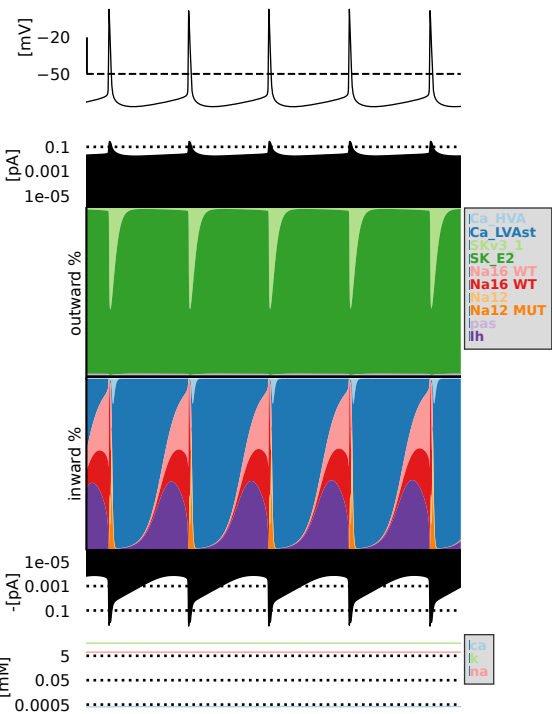 [mV]
−20
−50
[pA]
0.1
0.001
1e-05
outward %
Ca_HVA
Ca_LVAst
SKv3_1
SK_E2
Na16 WT
Na16 WT
Na12
Na12 MUT
pas
Ih
inward %
-[pA]
1e-05
0.001
0.1
[mM]
5
0.05
0.0005
ca
k
na